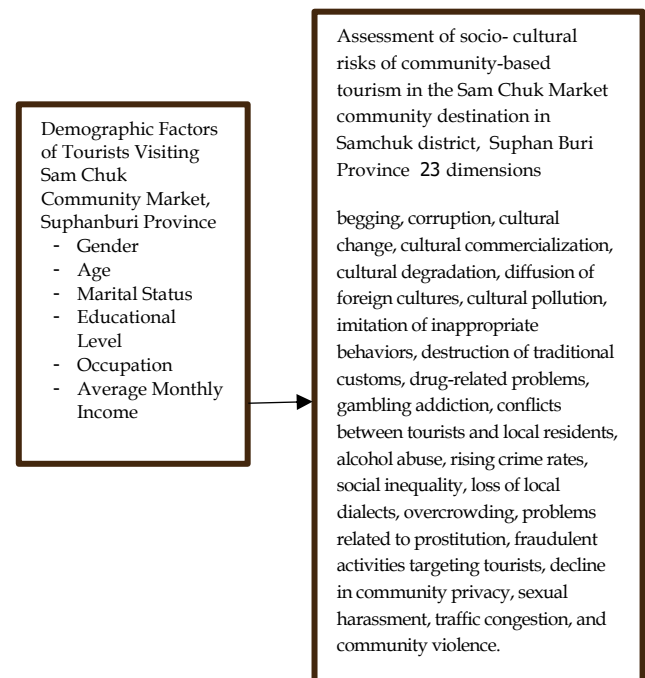 Demographic Factors
of Tourists Visiting
Sam Chuk
Community Market,
Suphanburi Province
- Gender
- Age
- Marital Status
- Educational
Level
- Occupation
- Average Monthly
Income
Assessment of socio- cultural
risks of community-based
tourism in the Sam Chuk Market
community destination in
Samchuk district, Suphan Buri
Province 23 dimensions
begging, corruption, cultural
change, cultural commercialization,
cultural degradation, diffusion of
foreign cultures, cultural pollution,
imitation of inappropriate
behaviors, destruction of traditional
customs, drug-related problems,
gambling addiction, conflicts
between tourists and local residents,
alcohol abuse, rising crime rates,
social inequality, loss of local
dialects, overcrowding, problems
related to prostitution, fraudulent
activities targeting tourists, decline
in community privacy, sexual
harassment, traffic congestion, and
community violence.